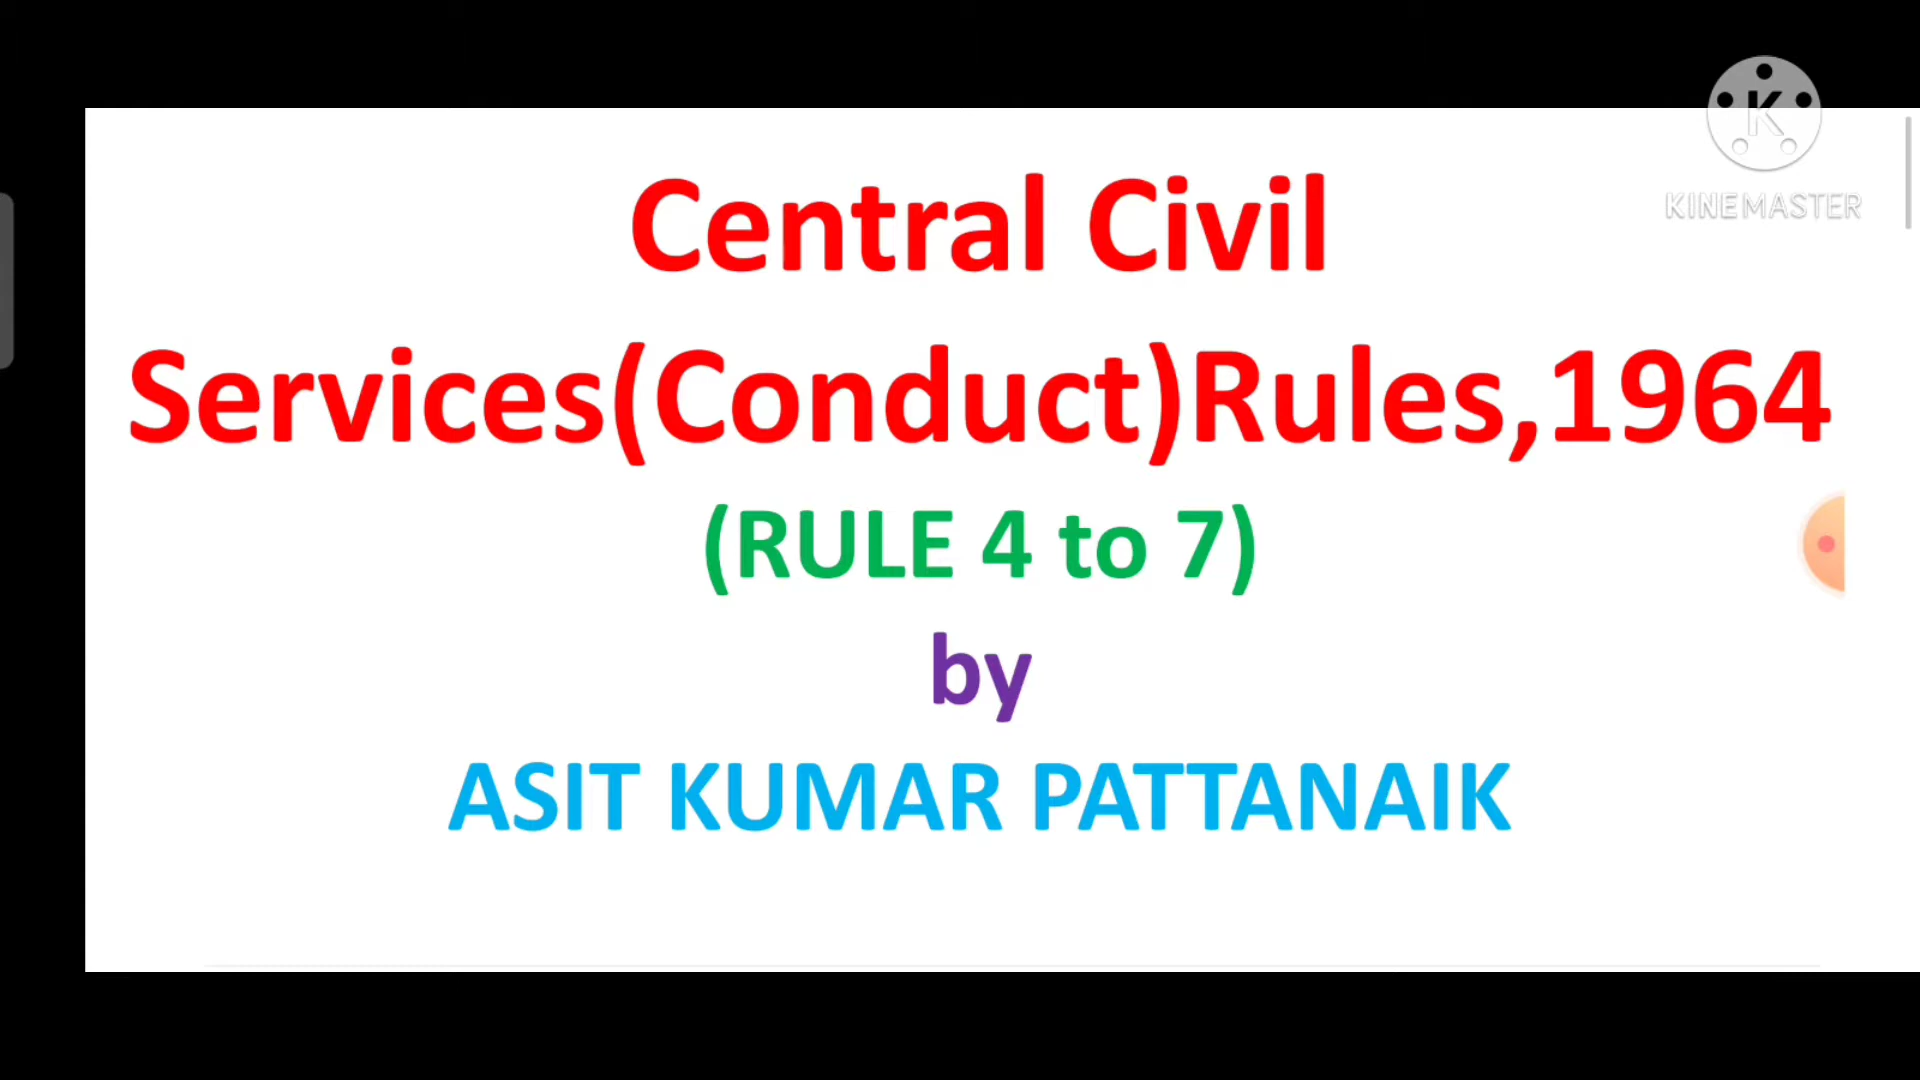 K
KINEMASTER
Central Civil
Services(Conduct)Rules,1964
(RULE 4 to 7)
by
ASIT KUMAR PATTANAIK